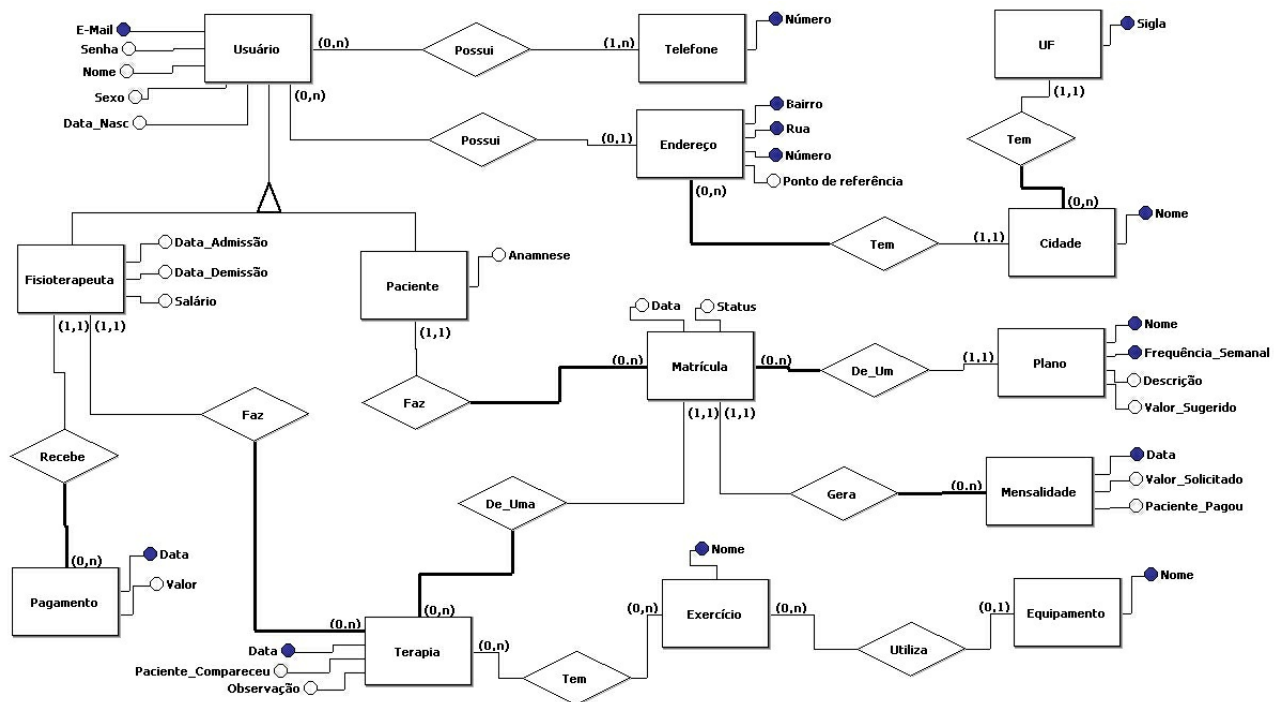 E-Mail
Senha
Nome
Sexo
Data_Nasc
Usuário
(0,n)
Possui
(1,n)
Telefone
Número
(0,n)
Possui
(0,1)
Endereço
Bairro
Rua
Número
Ponto de referência
(0,n)
UF
Sigla
(1,1)
Tem
(0,n)
Cidade
Nome
Tem
(1,1)
Fisioterapeuta
Data_Admissão
Data_Demissão
Salário
(1,1)
(1,1)
Paciente
Anamnese
(1,1)
Data
Status
(0,n)
Matrícula
(0,n)
De_Um
(1,1)
Plano
Nome
Frequência_Semanal
Descrição
Valor_Sugerido
Faz
Faz
(1,1)
(1,1)
Recebe
De_Uma
Gera
(0,n)
Mensalidade
Data
Valor_Solicitado
Paciente_Pagou
(0,n)
Pagamento
Data
Valor
(0,n)
(0,n)
Terapia
(0,n)
Data
Paciente_Compareceu
Observação
Tem
(0,n)
Nome
Exercício
(0,n)
Utiliza
(0,1)
Equipamento
Nome